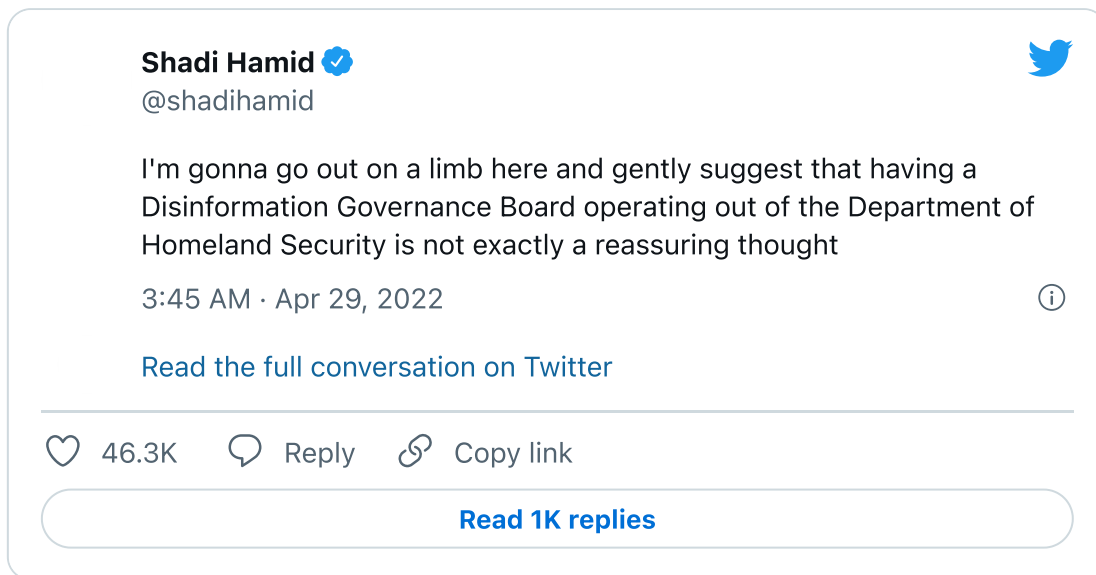 Shadi Hamid
@shadihamid
I'm gonna go out on a limb here and gently suggest that having a
Disinformation Governance Board operating out of the Department of
Homeland Security is not exactly a reassuring thought
3:45 AM · Apr 29, 2022
Read the full conversation on Twitter
46.3K Reply Copy link
Read 1K replies